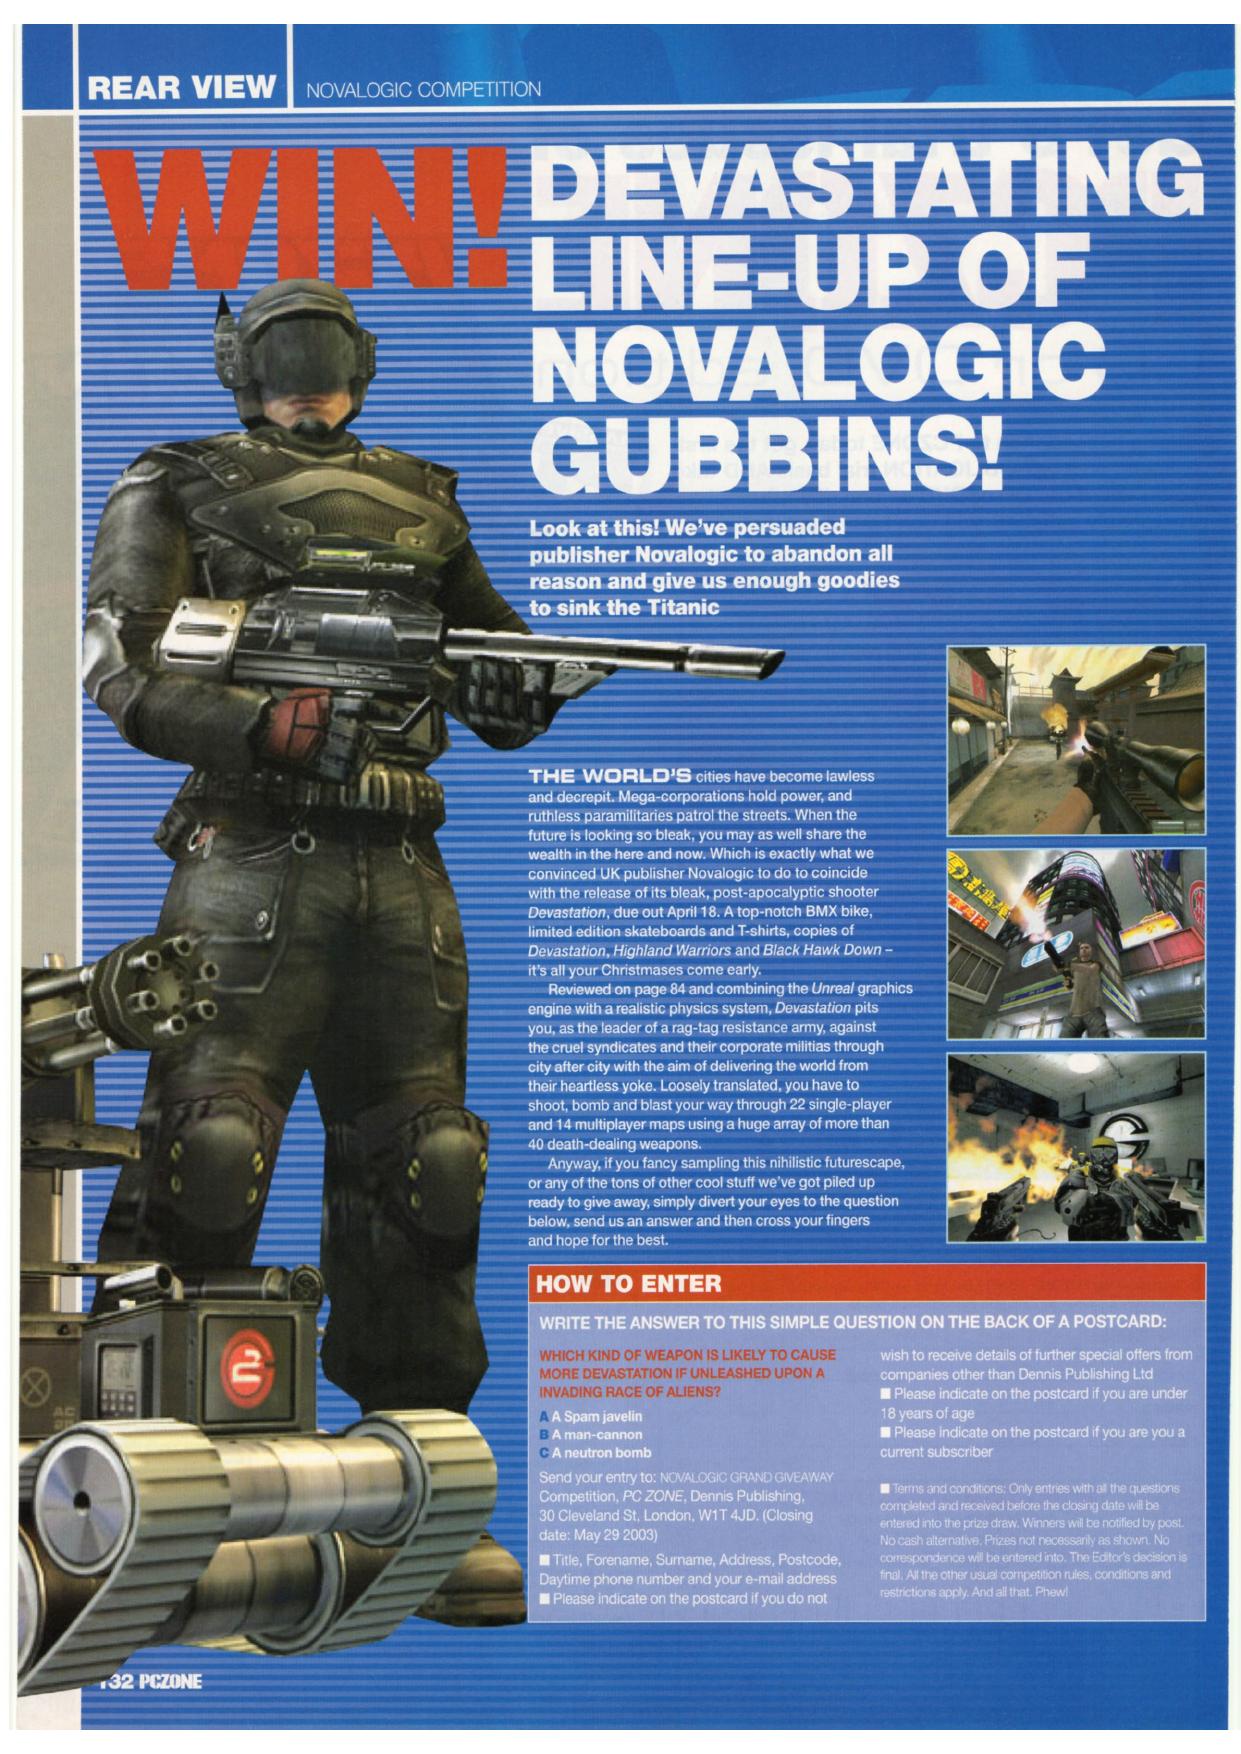 REAR VIEW
NOVALOGIC COMPETITION
WIN!
DEVASTATING
LINE-UP OF
NOVALOGIC
GUBBINS!
Look at this! We've persuaded
publisher Novalogic to abandon all
reason and give us enough goodies
to sink the Titanic
THE WORLD'S cities have become lawless
and decrepit. Mega-corporations hold power, and
ruthless paramilitaries patrol the streets. When the
future is looking so bleak, you may as well share the
wealth in the here and now. Which is exactly what we
convinced UK publisher Novalogic to do to coincide
with the release of its bleak, post-apocalyptic shooter
Devastation, due out April 18. A top-notch BMX bike,
limited edition skateboards and T-shirts, copies of
Devastation, Highland Warriors and Black Hawk Down –
it's all your Christmases come early.
Reviewed on page 84 and combining the Unreal graphics
engine with a realistic physics system, Devastation pits
you, as the leader of a rag-tag resistance army, against
the cruel syndicates and their corporate militias through
city after city with the aim of delivering the world from
their heartless yoke. Loosely translated, you have to
shoot, bomb and blast your way through 22 single-player
and 14 multiplayer maps using a huge array of more than
40 death-dealing weapons.
Anyway, if you fancy sampling this nihilistic futurescape,
or any of the tons of other cool stuff we've got piled up
ready to give away, simply divert your eyes to the question
below, send us an answer and then cross your fingers
and hope for the best.
HOW TO ENTER
WRITE THE ANSWER TO THIS SIMPLE QUESTION ON THE BACK OF A POSTCARD:
WHICH KIND OF WEAPON IS LIKELY TO CAUSE
MORE DEVASTATION IF UNLEASHED UPON A
INVADING RACE OF ALIENS?
A A Spam javelin
B A man-cannon
C A neutron bomb
Send your entry to: NOVALOGIC GRAND GIVEAWAY
Competition, PC ZONE, Dennis Publishing,
30 Cleveland St, London, W1T 4JD. (Closing
date: May 29 2003)
■ Title, Forename, Surname, Address, Postcode,
Daytime phone number and your e-mail address
■ Please indicate on the postcard if you do not
wish to receive details of further special offers from
companies other than Dennis Publishing Ltd
■ Please indicate on the postcard if you are under
18 years of age
■ Please indicate on the postcard if you are you a
current subscriber
■ Terms and conditions: Only entries with all the questions
completed and received before the closing date will be
entered into the prize draw. Winners will be notified by post.
No cash alternative. Prizes not necessarily as shown. No
correspondence will be entered into. The Editor's decision is
final. All the other usual competition rules, conditions and
restrictions apply. And all that. Phew!
2
132 PCZONE